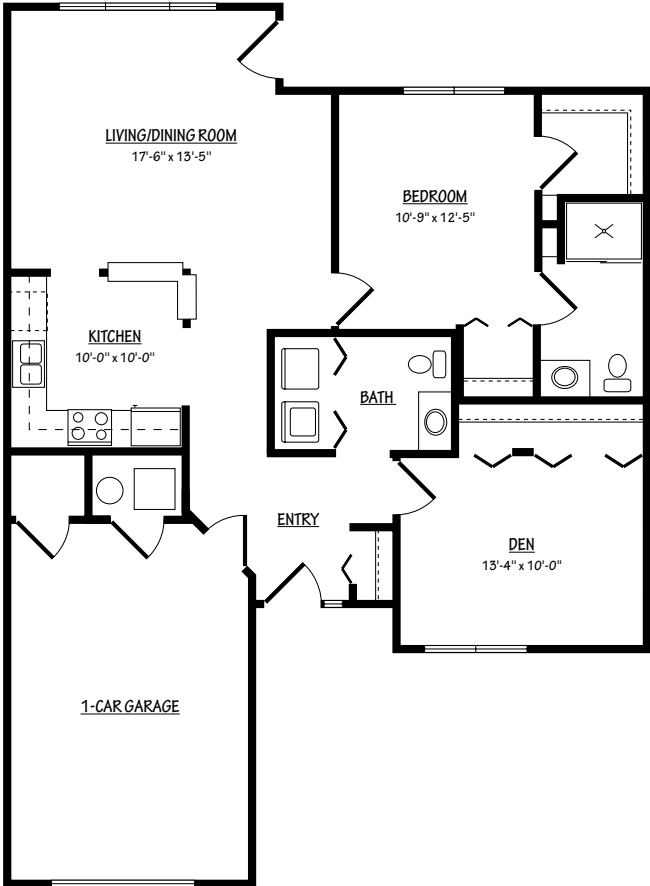 LIVING/DINING ROOM
17'-6" x 13'-5"
BEDROOM
10'-9" x 12'-5"
KITCHEN
10'-0" x 10'-0"
BATH
ENTRY
DEN
13'-4" x 10'-0"
1-CAR GARAGE